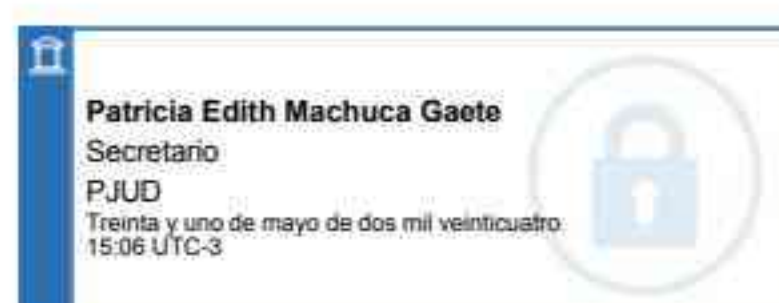 Patricia Edith Machuca Gaete
Secretario
PJUD
Treinta y uno de mayo de dos mil veinticuatro
15:06 UTC-3